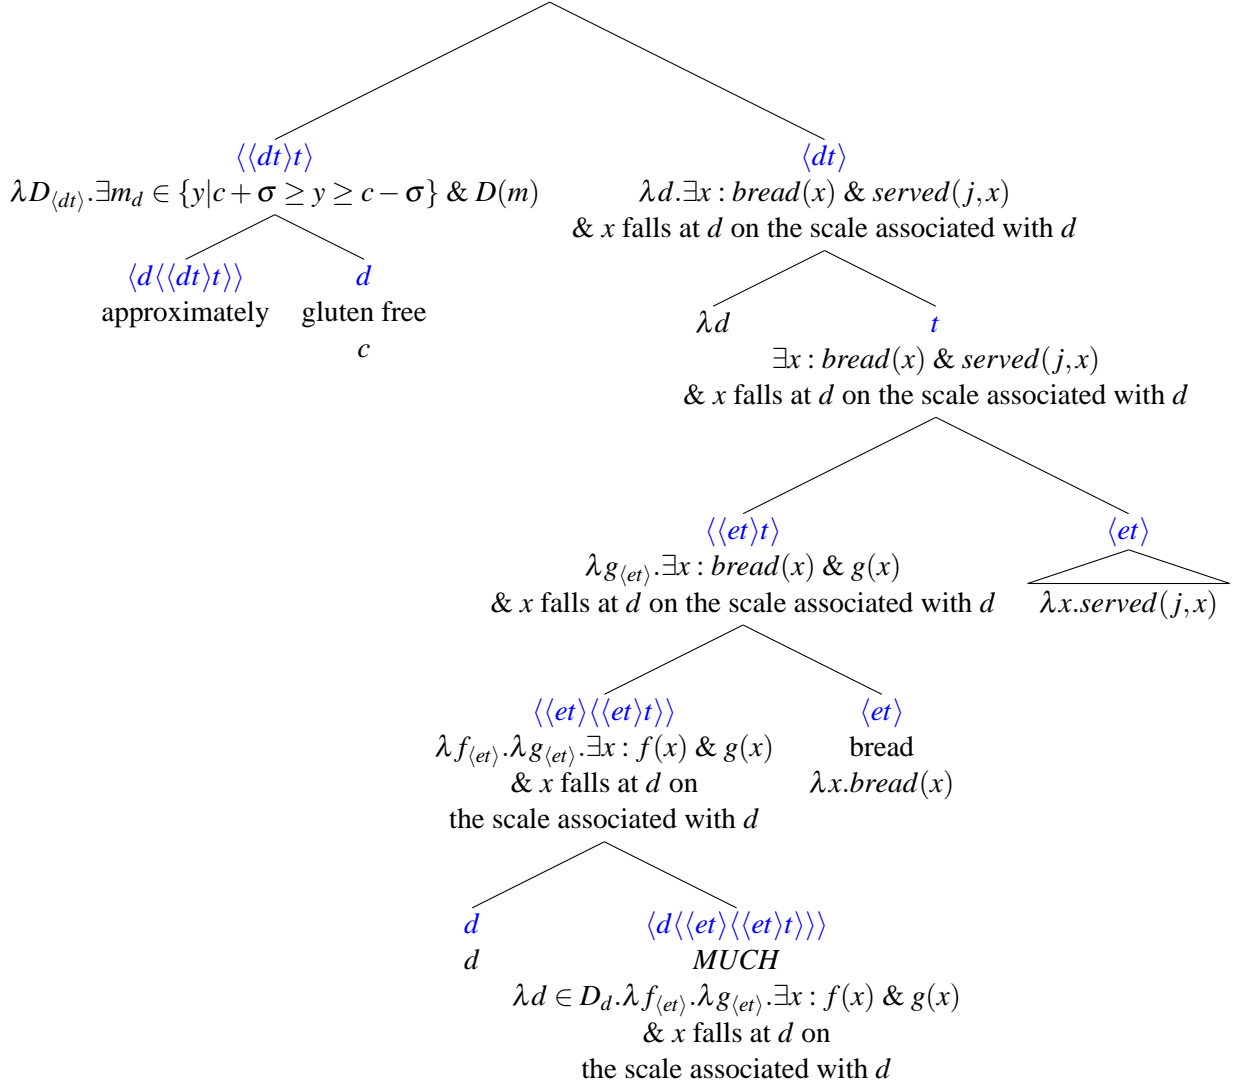 ⟨⟨dt⟩t⟩ ⟨dt⟩
λD⟨dt⟩.∃m_d ∈ {y|c + σ ≥ y ≥ c − σ} & D(m) λd.∃x : bread(x) & served(j,x)
& x falls at d on the scale associated with d
⟨d⟨⟨dt⟩t⟩⟩ d
approximately gluten free λd t
c
∃x : bread(x) & served(j,x)
& x falls at d on the scale associated with d
⟨⟨et⟩t⟩ ⟨et⟩
λg⟨et⟩.∃x : bread(x) & g(x)
& x falls at d on the scale associated with d λx.served(j,x)
⟨⟨et⟩⟨⟨et⟩t⟩⟩ ⟨et⟩
λf⟨et⟩.λg⟨et⟩.∃x : f(x) & g(x) bread
& x falls at d on λx.bread(x)
the scale associated with d
d ⟨d⟨⟨et⟩⟨⟨et⟩t⟩⟩⟩
d MUCH
λd ∈ D_d.λf⟨et⟩.λg⟨et⟩.∃x : f(x) & g(x)
& x falls at d on
the scale associated with d